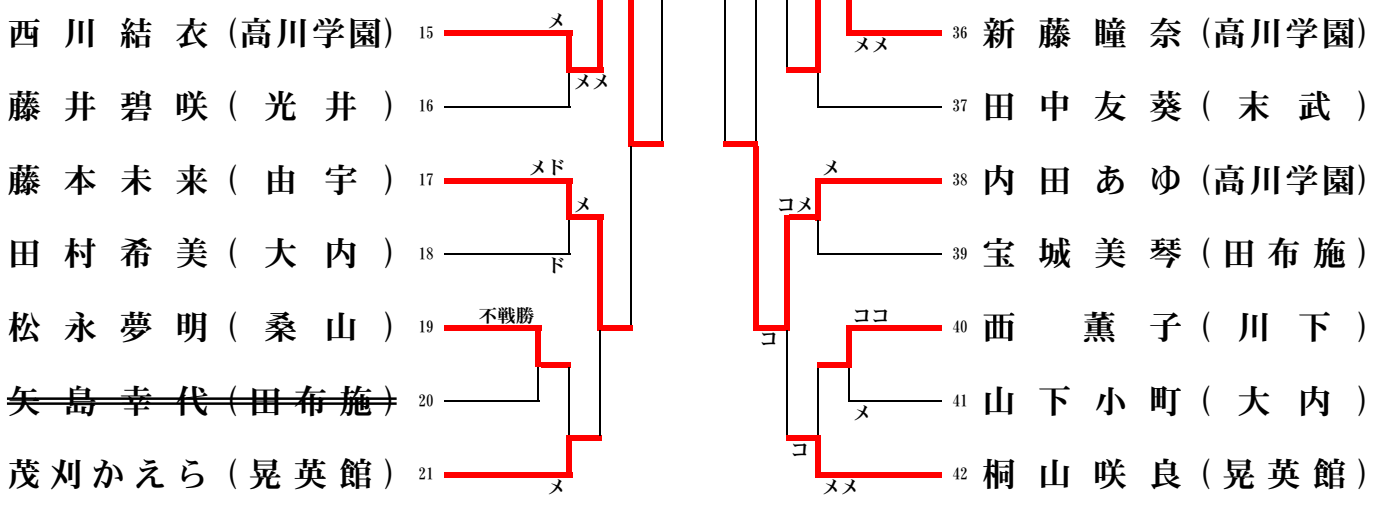 西川結衣(高川学園) 15 メ
メメ
藤井碧咲(光井) 16
藤本未来(由宇) 17 メド
メ
田村希美(大内) 18 ド
松永夢明(桑山) 19 不戦勝
矢島幸代(田布施) 20
茂刈かえら(晃英館) 21 メ
36 新藤瞳奈(高川学園)
メメ
37 田中友葵(末武)
メ
38 内田あゆ(高川学園)
コメ
39 宝城美琴(田布施)
ココ
40 西薫子(川下)
コ
41 山下小町(大内)
メ
コ
42 桐山咲良(晃英館)
メメ